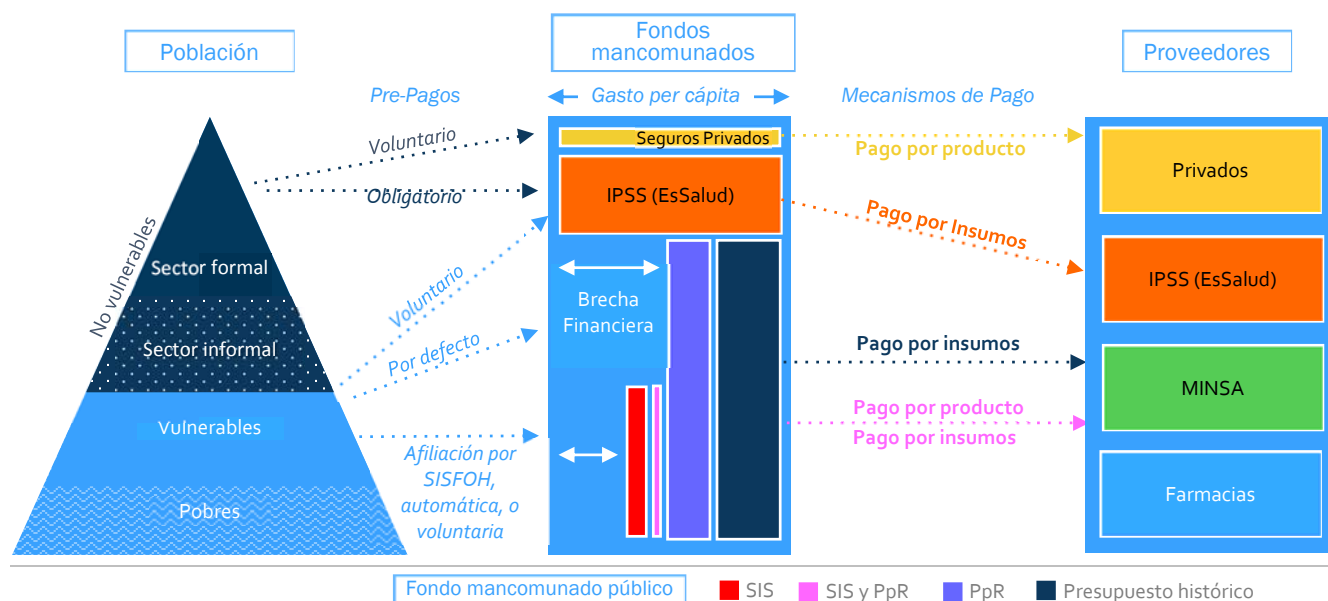 Población
Fondos
mancomunados
Proveedores
Pre-Pagos
Gasto per cápita
Mecanismos de Pago
Voluntario
Obligatorio
Voluntario
Por defecto
Afiliación por
SISFOH,
automática, o
voluntaria
No vulnerables
Sector formal
Sector informal
Vulnerables
Pobres
Seguros Privados
IPSS (EsSalud)
Brecha
Financiera
Pago por producto
Pago por Insumos
Pago por insumos
Pago por producto
Pago por insumos
Privados
IPSS (EsSalud)
MINSA
Farmacias
Fondo mancomunado público
SIS
SIS y PpR
PpR
Presupuesto histórico